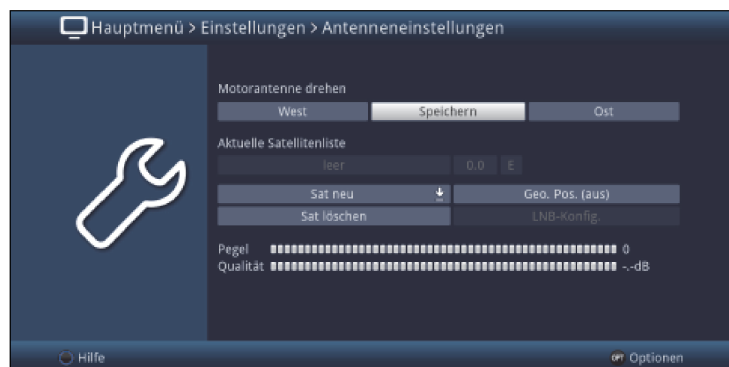 Hauptmenü > Einstellungen > Antenneneinstellungen
Motorantenne drehen
West Speichern Ost
Aktuelle Satellitenliste
leer 0.0 E
Sat neu Geo. Pos. (aus)
Sat löschen LNB-Konfig.
Pegel 0
Qualität -.-dB
Hilfe OPT Optionen